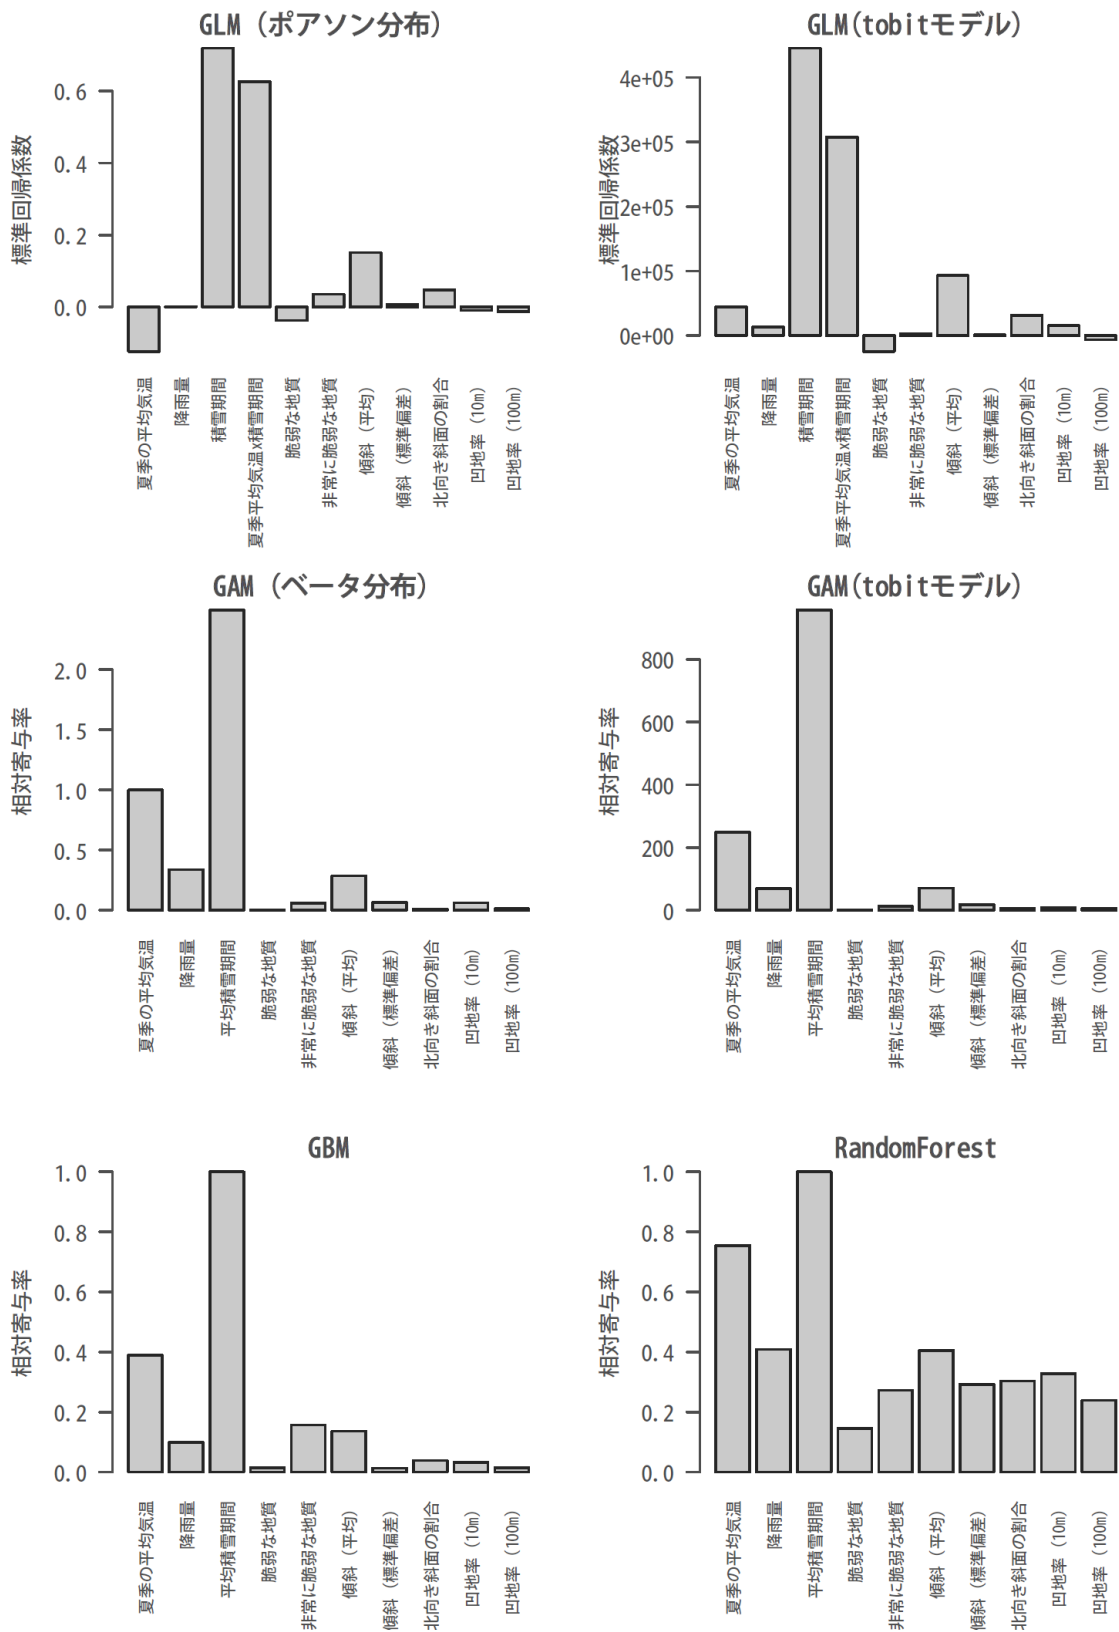 GLM (ポアソン分布)
標準回帰係数
0.6
0.4
0.2
0.0
夏季の平均気温
降雨量
積雪期間
夏季平均気温x積雪期間
脆弱な地質
非常に脆弱な地質
傾斜 (平均)
傾斜 (標準偏差)
北向き斜面の割合
凹地率 (10m)
凹地率 (100m)
GLM(tobitモデル)
標準回帰係数
4e+05
3e+05
2e+05
1e+05
0e+00
夏季の平均気温
降雨量
積雪期間
夏季平均気温x積雪期間
脆弱な地質
非常に脆弱な地質
傾斜 (平均)
傾斜 (標準偏差)
北向き斜面の割合
凹地率 (10m)
凹地率 (100m)
GAM (ベータ分布)
相対寄与率
2.0
1.5
1.0
0.5
0.0
夏季の平均気温
降雨量
平均積雪期間
脆弱な地質
非常に脆弱な地質
傾斜 (平均)
傾斜 (標準偏差)
北向き斜面の割合
凹地率 (10m)
凹地率 (100m)
GAM(tobitモデル)
相対寄与率
800
600
400
200
0
夏季の平均気温
降雨量
平均積雪期間
脆弱な地質
非常に脆弱な地質
傾斜 (平均)
傾斜 (標準偏差)
北向き斜面の割合
凹地率 (10m)
凹地率 (100m)
GBM
相対寄与率
1.0
0.8
0.6
0.4
0.2
0.0
夏季の平均気温
降雨量
平均積雪期間
脆弱な地質
非常に脆弱な地質
傾斜 (平均)
傾斜 (標準偏差)
北向き斜面の割合
凹地率 (10m)
凹地率 (100m)
RandomForest
相対寄与率
1.0
0.8
0.6
0.4
0.2
0.0
夏季の平均気温
降雨量
平均積雪期間
脆弱な地質
非常に脆弱な地質
傾斜 (平均)
傾斜 (標準偏差)
北向き斜面の割合
凹地率 (10m)
凹地率 (100m)